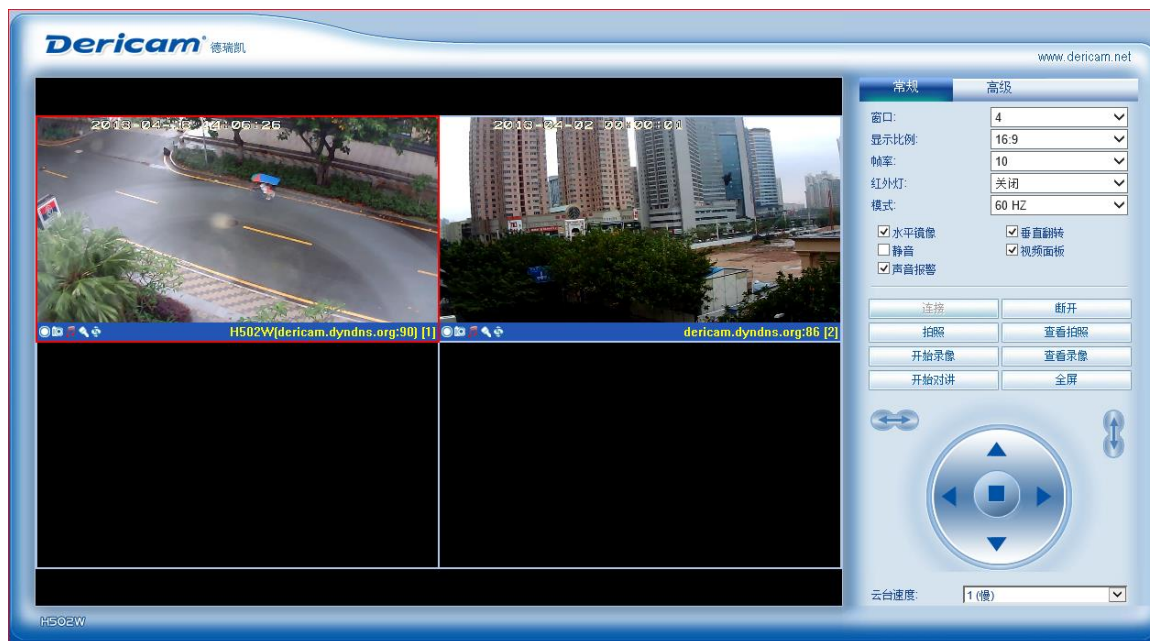 Dericam 德瑞凯
www.dericam.net
常规 高级
窗口: 4
显示比例: 16:9
帧率: 10
红外灯: 关闭
模式: 60 HZ
水平镜像 垂直翻转
静音 视频面板
声音报警
连接 断开
拍照 查看拍照
开始录像 查看录像
开始对讲 全屏
云台速度: 1 (慢)
2013-04-02 00:00:01
H502W(dericam.dyndns.org:90) [1]
dericam.dyndns.org:86 [2]
H502W